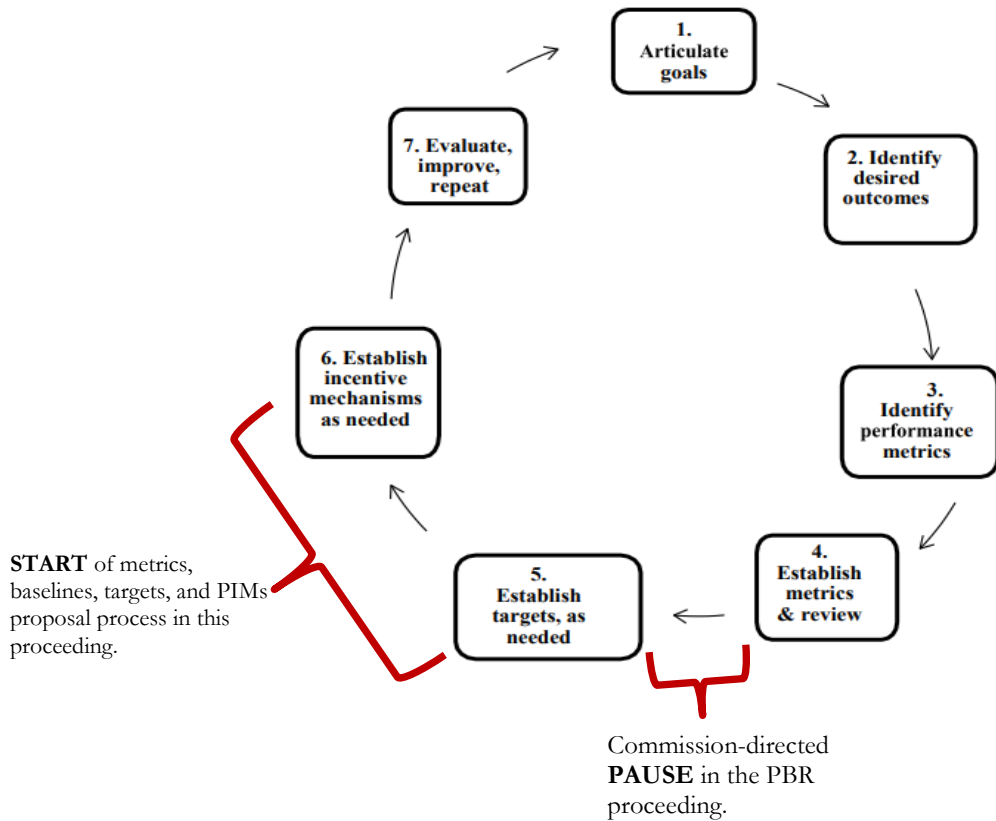 1.
Articulate
goals
2. Identify
desired
outcomes
3.
Identify
performance
metrics
4.
Establish
metrics
& review
5.
Establish
targets, as
needed
6. Establish
incentive
mechanisms
as needed
7. Evaluate,
improve,
repeat
START of metrics,
baselines, targets, and PIMs
proposal process in this
proceeding.
Commission-directed
PAUSE in the PBR
proceeding.